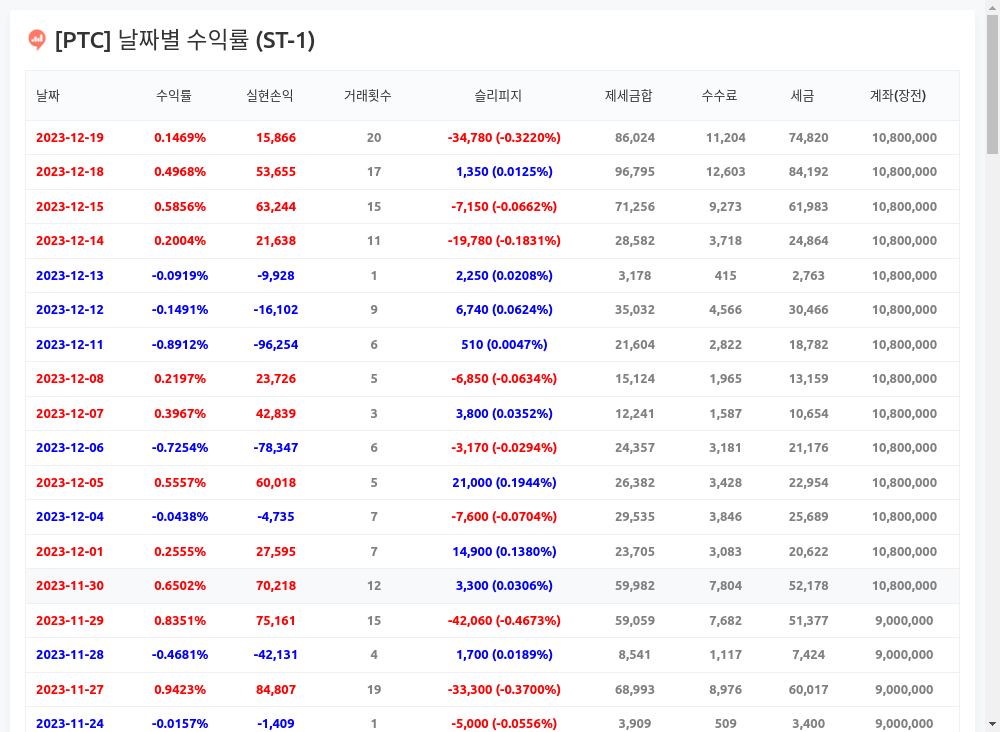 [PTC] 날짜별 수익률 (ST-1)
날짜 수익률 실현손익 거래횟수 슬리피지 제세금합 수수료 세금 계좌(장전)
2023-12-19 0.1469% 15,866 20 -34,780 (-0.3220%) 86,024 11,204 74,820 10,800,000
2023-12-18 0.4968% 53,655 17 1,350 (0.0125%) 96,795 12,603 84,192 10,800,000
2023-12-15 0.5856% 63,244 15 -7,150 (-0.0662%) 71,256 9,273 61,983 10,800,000
2023-12-14 0.2004% 21,638 11 -19,780 (-0.1831%) 28,582 3,718 24,864 10,800,000
2023-12-13 -0.0919% -9,928 1 2,250 (0.0208%) 3,178 415 2,763 10,800,000
2023-12-12 -0.1491% -16,102 9 6,740 (0.0624%) 35,032 4,566 30,466 10,800,000
2023-12-11 -0.8912% -96,254 6 510 (0.0047%) 21,604 2,822 18,782 10,800,000
2023-12-08 0.2197% 23,726 5 -6,850 (-0.0634%) 15,124 1,965 13,159 10,800,000
2023-12-07 0.3967% 42,839 3 3,800 (0.0352%) 12,241 1,587 10,654 10,800,000
2023-12-06 -0.7254% -78,347 6 -3,170 (-0.0294%) 24,357 3,181 21,176 10,800,000
2023-12-05 0.5557% 60,018 5 21,000 (0.1944%) 26,382 3,428 22,954 10,800,000
2023-12-04 -0.0438% -4,735 7 -7,600 (-0.0704%) 29,535 3,846 25,689 10,800,000
2023-12-01 0.2555% 27,595 7 14,900 (0.1380%) 23,705 3,083 20,622 10,800,000
2023-11-30 0.6502% 70,218 12 3,300 (0.0306%) 59,982 7,804 52,178 10,800,000
2023-11-29 0.8351% 75,161 15 -42,060 (-0.4673%) 59,059 7,682 51,377 9,000,000
2023-11-28 -0.4681% -42,131 4 1,700 (0.0189%) 8,541 1,117 7,424 9,000,000
2023-11-27 0.9423% 84,807 19 -33,300 (-0.3700%) 68,993 8,976 60,017 9,000,000
2023-11-24 -0.0157% -1,409 1 -5,000 (-0.0556%) 3,909 509 3,400 9,000,000